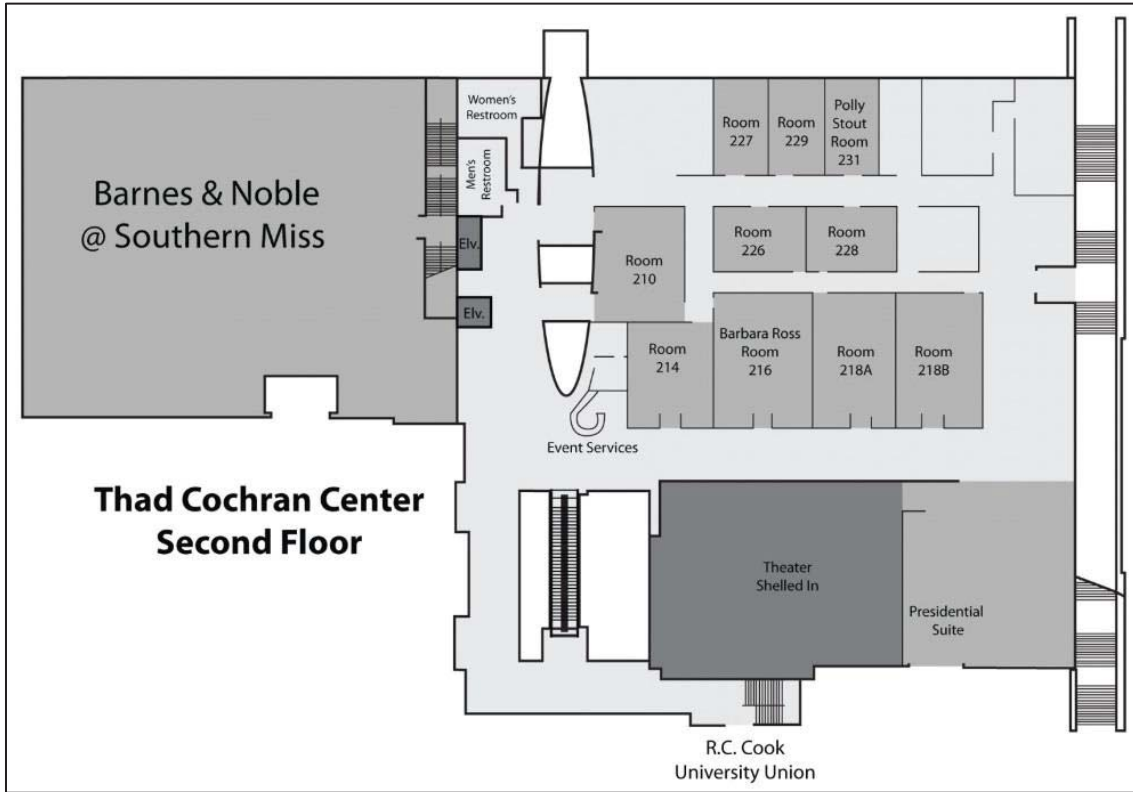 Women's
Restroom
Men's
Restroom
Barnes & Noble
@ Southern Miss
Elv.
Elv.
Room
227
Room
229
Polly
Stout
Room
231
Room
210
Room
226
Room
228
Room
214
Barbara Ross
Room
216
Room
218A
Room
218B
Event Services
Thad Cochran Center
Second Floor
Theater
Shelled In
Presidential
Suite
R.C. Cook
University Union